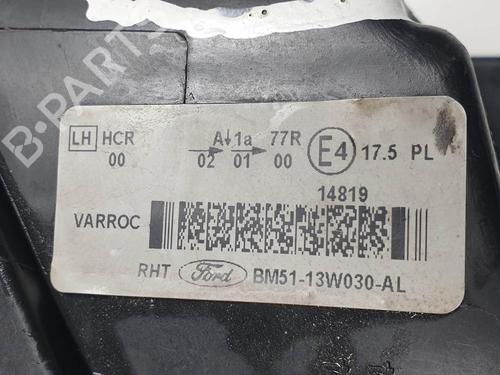 LH HCR A↓1a 77R E4 17.5 PL
00 02 01 00
14819
VARROC
RHT Ford BM51-13W030-AL
B-PARTS